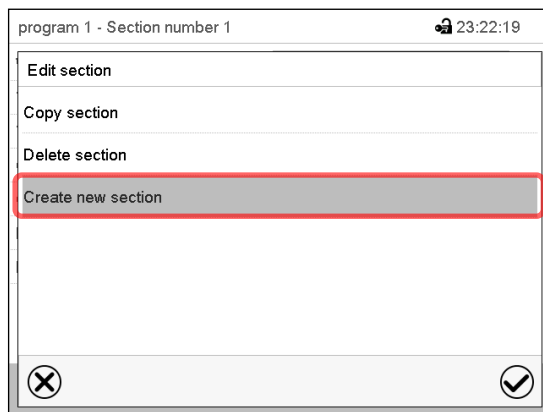 program 1 - Section number 1 23:22:19
Edit section
Copy section
Delete section
Create new section